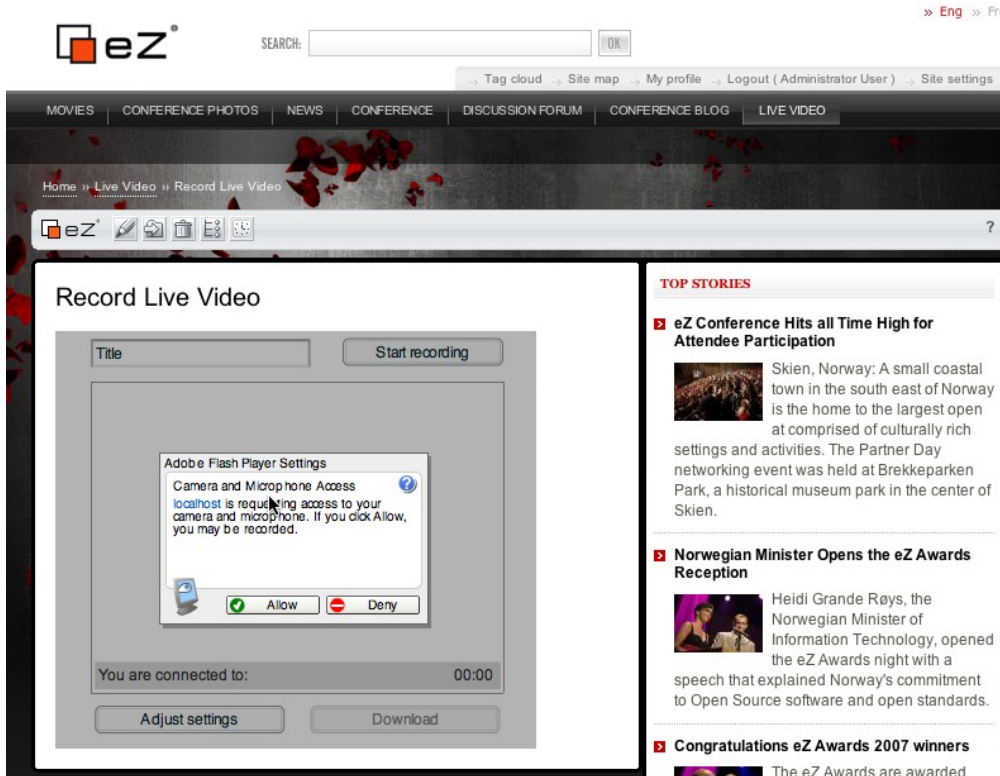 » Eng » Fr
eZ®
SEARCH:
OK
Tag cloud
Site map
My profile
Logout ( Administrator User )
Site settings
MOVIES
CONFERENCE PHOTOS
NEWS
CONFERENCE
DISCUSSION FORUM
CONFERENCE BLOG
LIVE VIDEO
Home » Live Video » Record Live Video
eZ
?
Record Live Video
Title
Start recording
Adobe Flash Player Settings
Camera and Microphone Access
?
localhost is requesting access to your
camera and microphone. If you click Allow,
you may be recorded.
Allow
Deny
You are connected to:
00:00
Adjust settings
Download
TOP STORIES
eZ Conference Hits all Time High for
Attendee Participation
Skien, Norway: A small coastal
town in the south east of Norway
is the home to the largest open
at comprised of culturally rich
settings and activities. The Partner Day
networking event was held at Brekkeparken
Park, a historical museum park in the center of
Skien.
Norwegian Minister Opens the eZ Awards
Reception
Heidi Grande Røys, the
Norwegian Minister of
Information Technology, opened
the eZ Awards night with a
speech that explained Norway's commitment
to Open Source software and open standards.
Congratulations eZ Awards 2007 winners
The eZ Awards are awarded